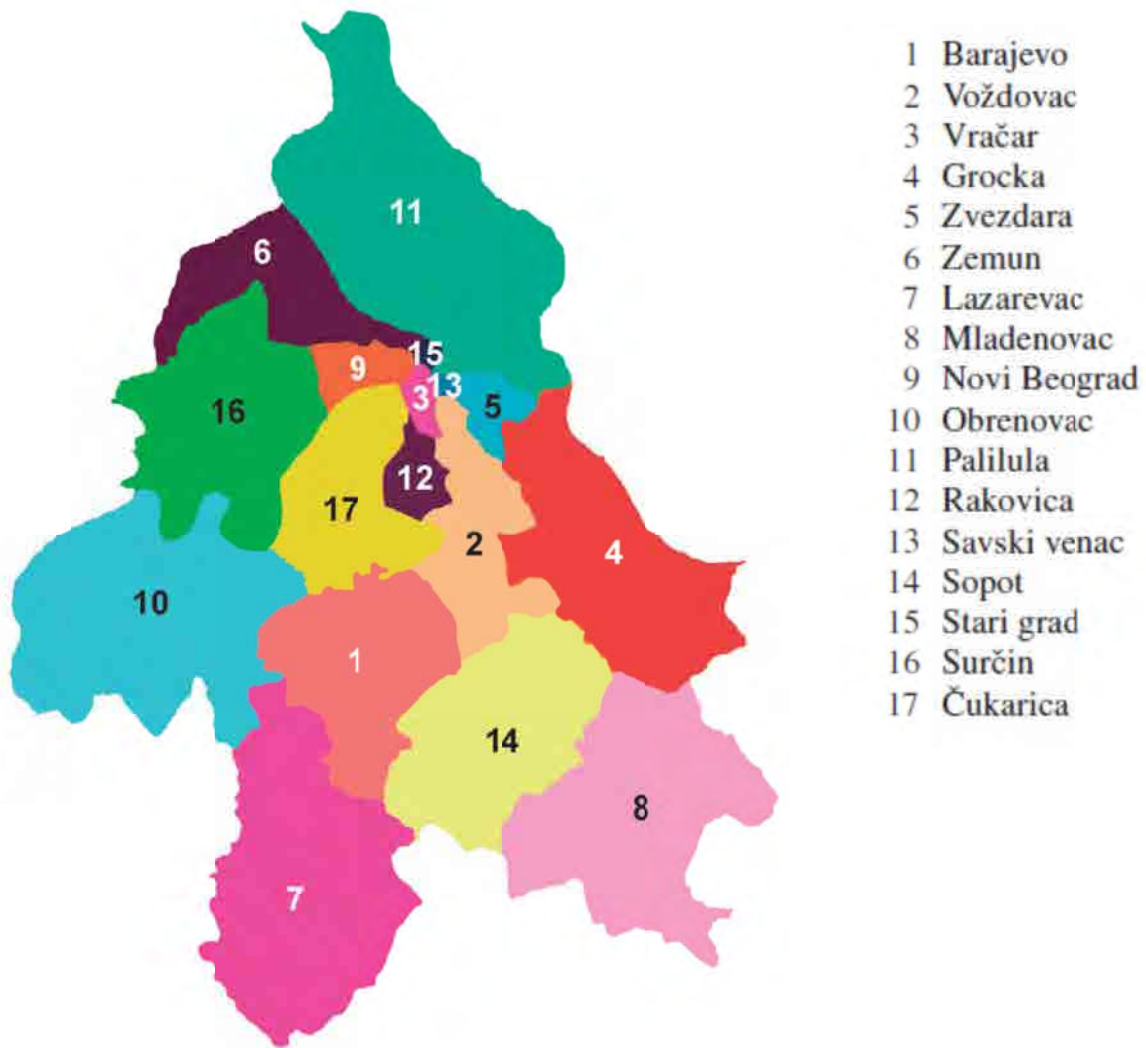 1 Barajevo
2 Voždovac
3 Vračar
4 Grocka
5 Zvezdara
6 Zemun
7 Lazarevac
8 Mladenovac
9 Novi Beograd
10 Obrenovac
11 Palilula
12 Rakovica
13 Savski venac
14 Sopot
15 Stari grad
16 Surčin
17 Čukarica
11
6
15
9
13
3
5
16
12
17
2
4
10
1
14
8
7